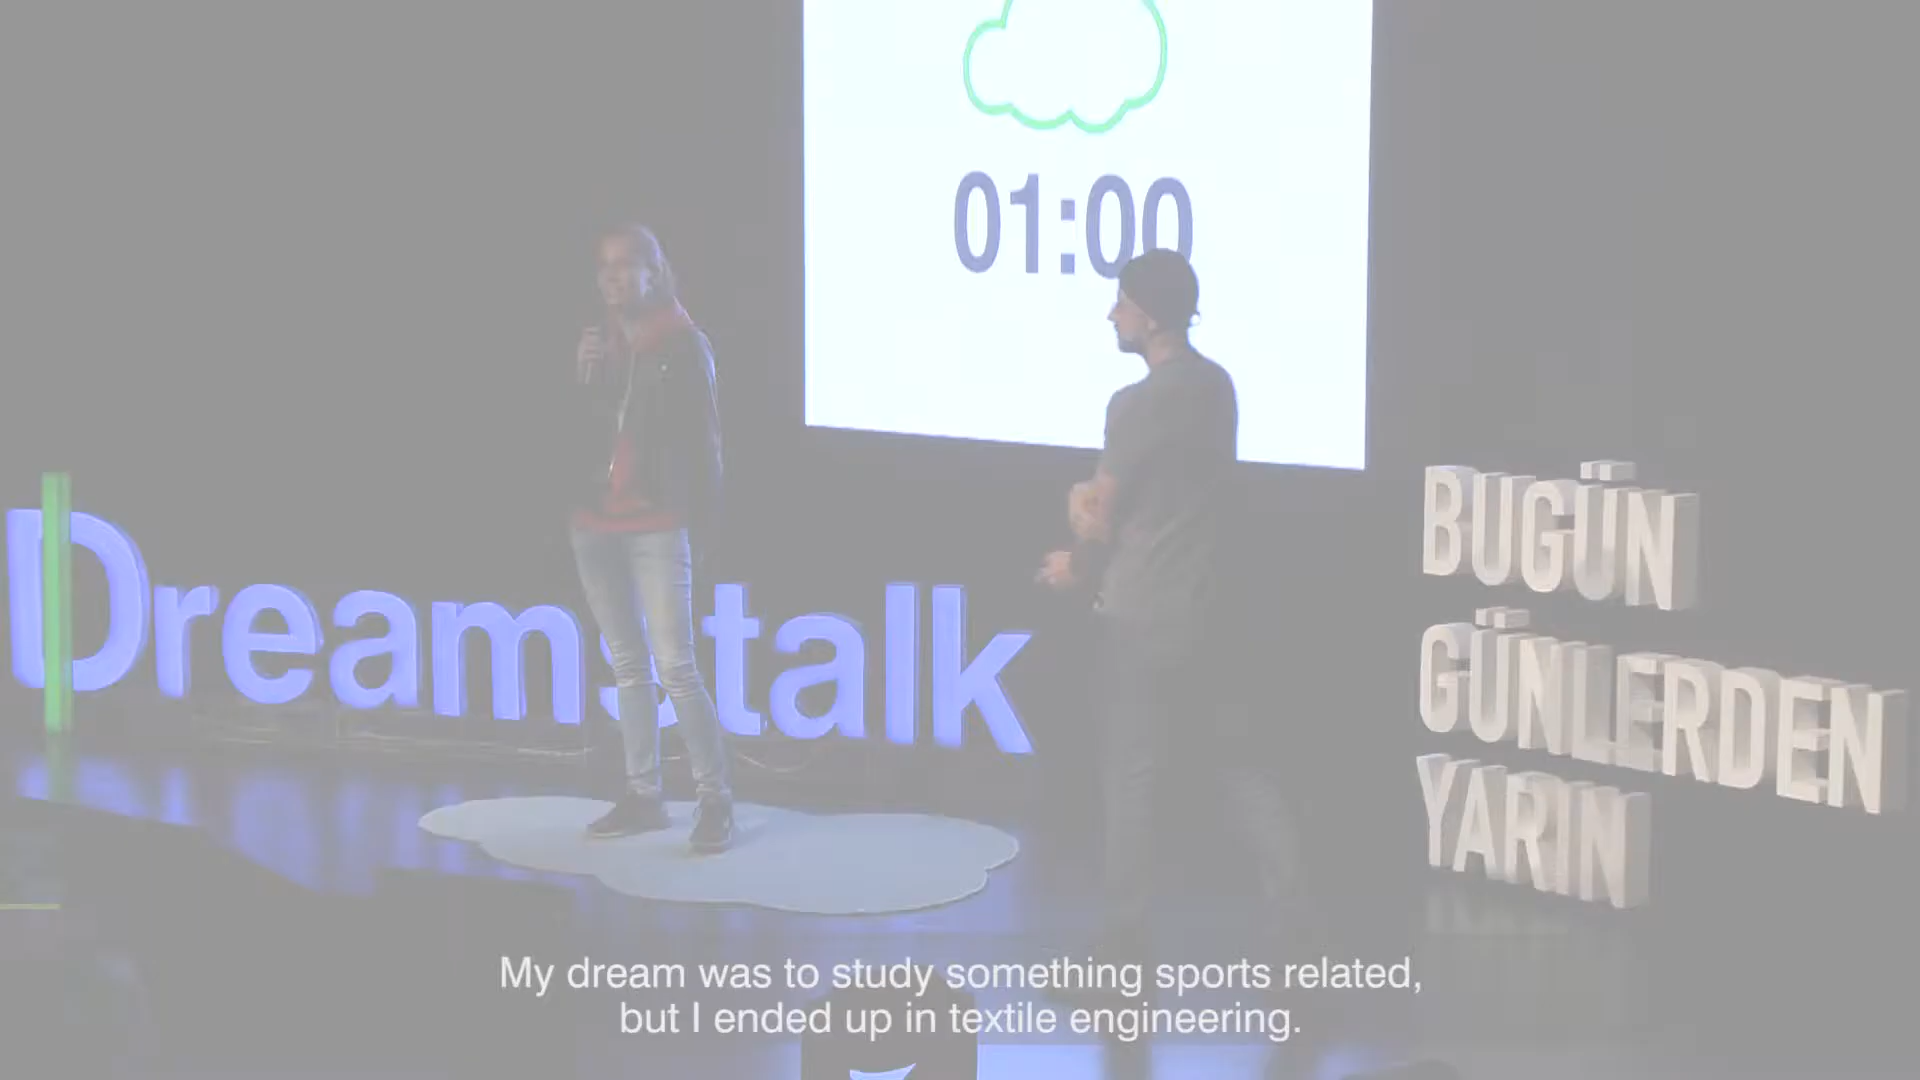 01:00
Dreamstalk
BUGÜN
GÜNLERDEN
YARIN
My dream was to study something sports related,
but I ended up in textile engineering.